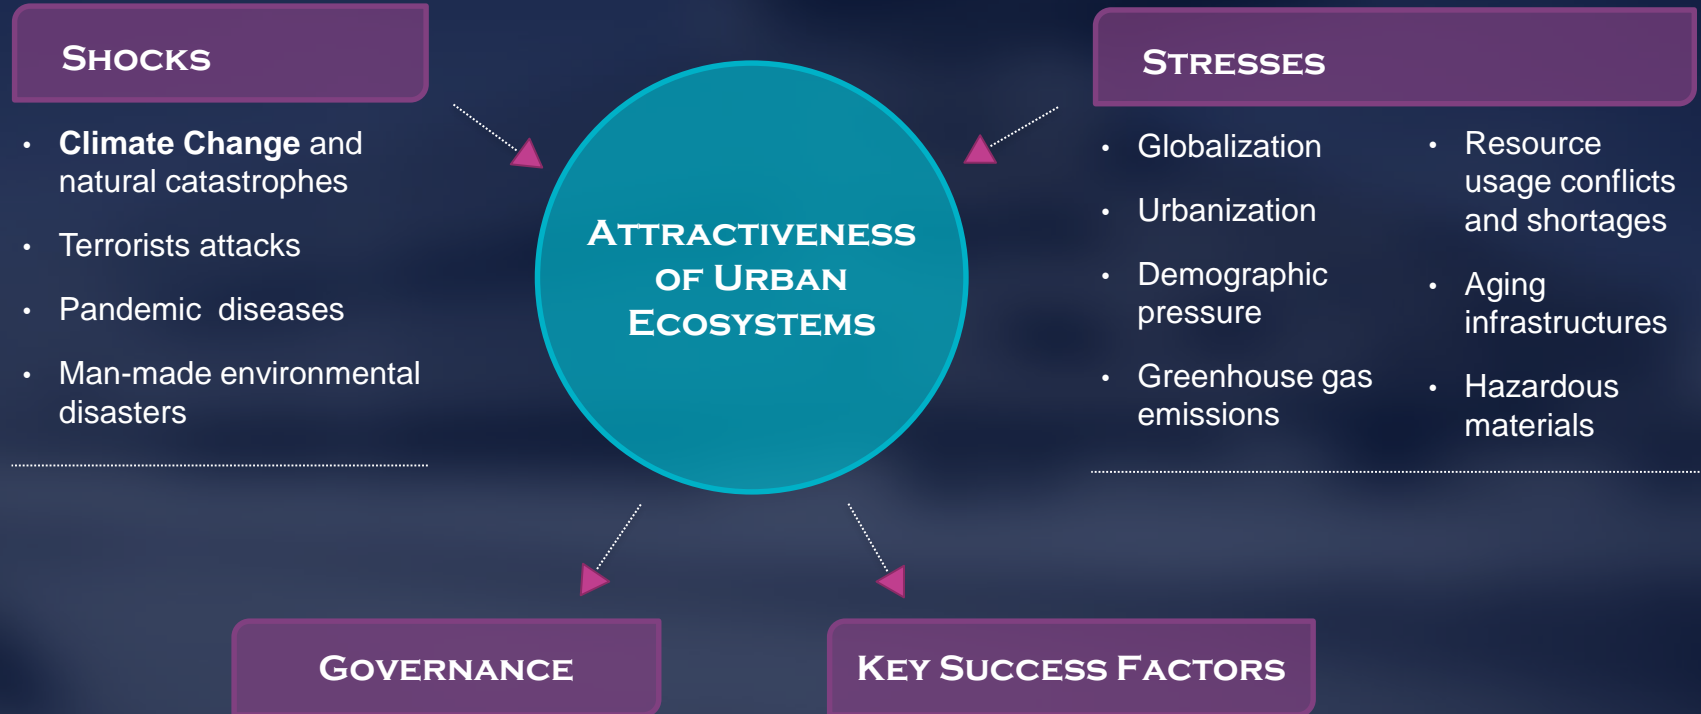 SHOCKS
• Climate Change and
natural catastrophes
• Terrorists attacks
• Pandemic  diseases
• Man-made environmental
disasters
ATTRACTIVENESS
OF URBAN
ECOSYSTEMS
STRESSES
• Globalization
• Urbanization
• Demographic
pressure
• Greenhouse gas
emissions
• Resource
usage conflicts
and shortages
• Aging
infrastructures
• Hazardous
materials
GOVERNANCE
KEY SUCCESS FACTORS